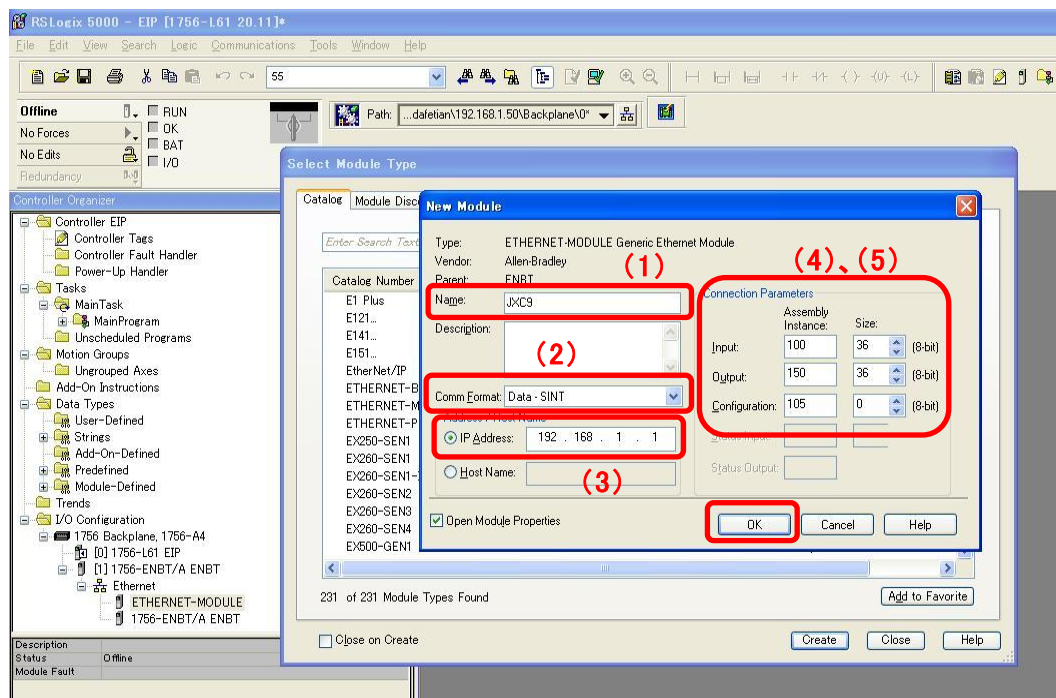 RSLogix 5000 - EIP [1756-L61 20.11]*
File Edit View Search Logic Communications Tools Window Help
55
Offline
RUN
No Forces
OK
No Edits
BAT
Redundancy
I/O
Path: ...dafetian\192.168.1.50\Backplane\0*
Controller Organizer
Controller EIP
Controller Tags
Controller Fault Handler
Power-Up Handler
Tasks
MainTask
MainProgram
Unscheduled Programs
Motion Groups
Ungrouped Axes
Add-On Instructions
Data Types
User-Defined
Strings
Add-On-Defined
Predefined
Module-Defined
Trends
I/O Configuration
1756 Backplane, 1756-A4
[0] 1756-L61 EIP
[1] 1756-ENBT/A ENBT
Ethernet
ETHERNET-MODULE
1756-ENBT/A ENBT
Description
Status Offline
Module Fault
Select Module Type
Catalog Module Disc
Enter Search Text
Catalog Number
E1 Plus
E121...
E141...
E151...
EtherNet/IP
ETHERNET-B
ETHERNET-M
ETHERNET-P
EX250-SEN1
EX260-SEN1
EX260-SEN1-
EX260-SEN2
EX260-SEN3
EX260-SEN4
EX500-GEN1
231 of 231 Module Types Found
Add to Favorite
Close on Create
Create Close Help
New Module
Type: ETHERNET-MODULE Generic Ethernet Module
Vendor: Allen-Bradley
Parent: ENBT
(1)
Name: JXC9
Description:
(2)
Comm Format: Data - SINT
Address / Host Name
IP Address: 192 . 168 . 1 . 1
Host Name:
(3)
Open Module Properties
(4)、(5)
Connection Parameters
Assembly
Instance: Size:
Input: 100 36 (8-bit)
Output: 150 36 (8-bit)
Configuration: 105 0 (8-bit)
Status Input:
Status Output:
OK Cancel Help